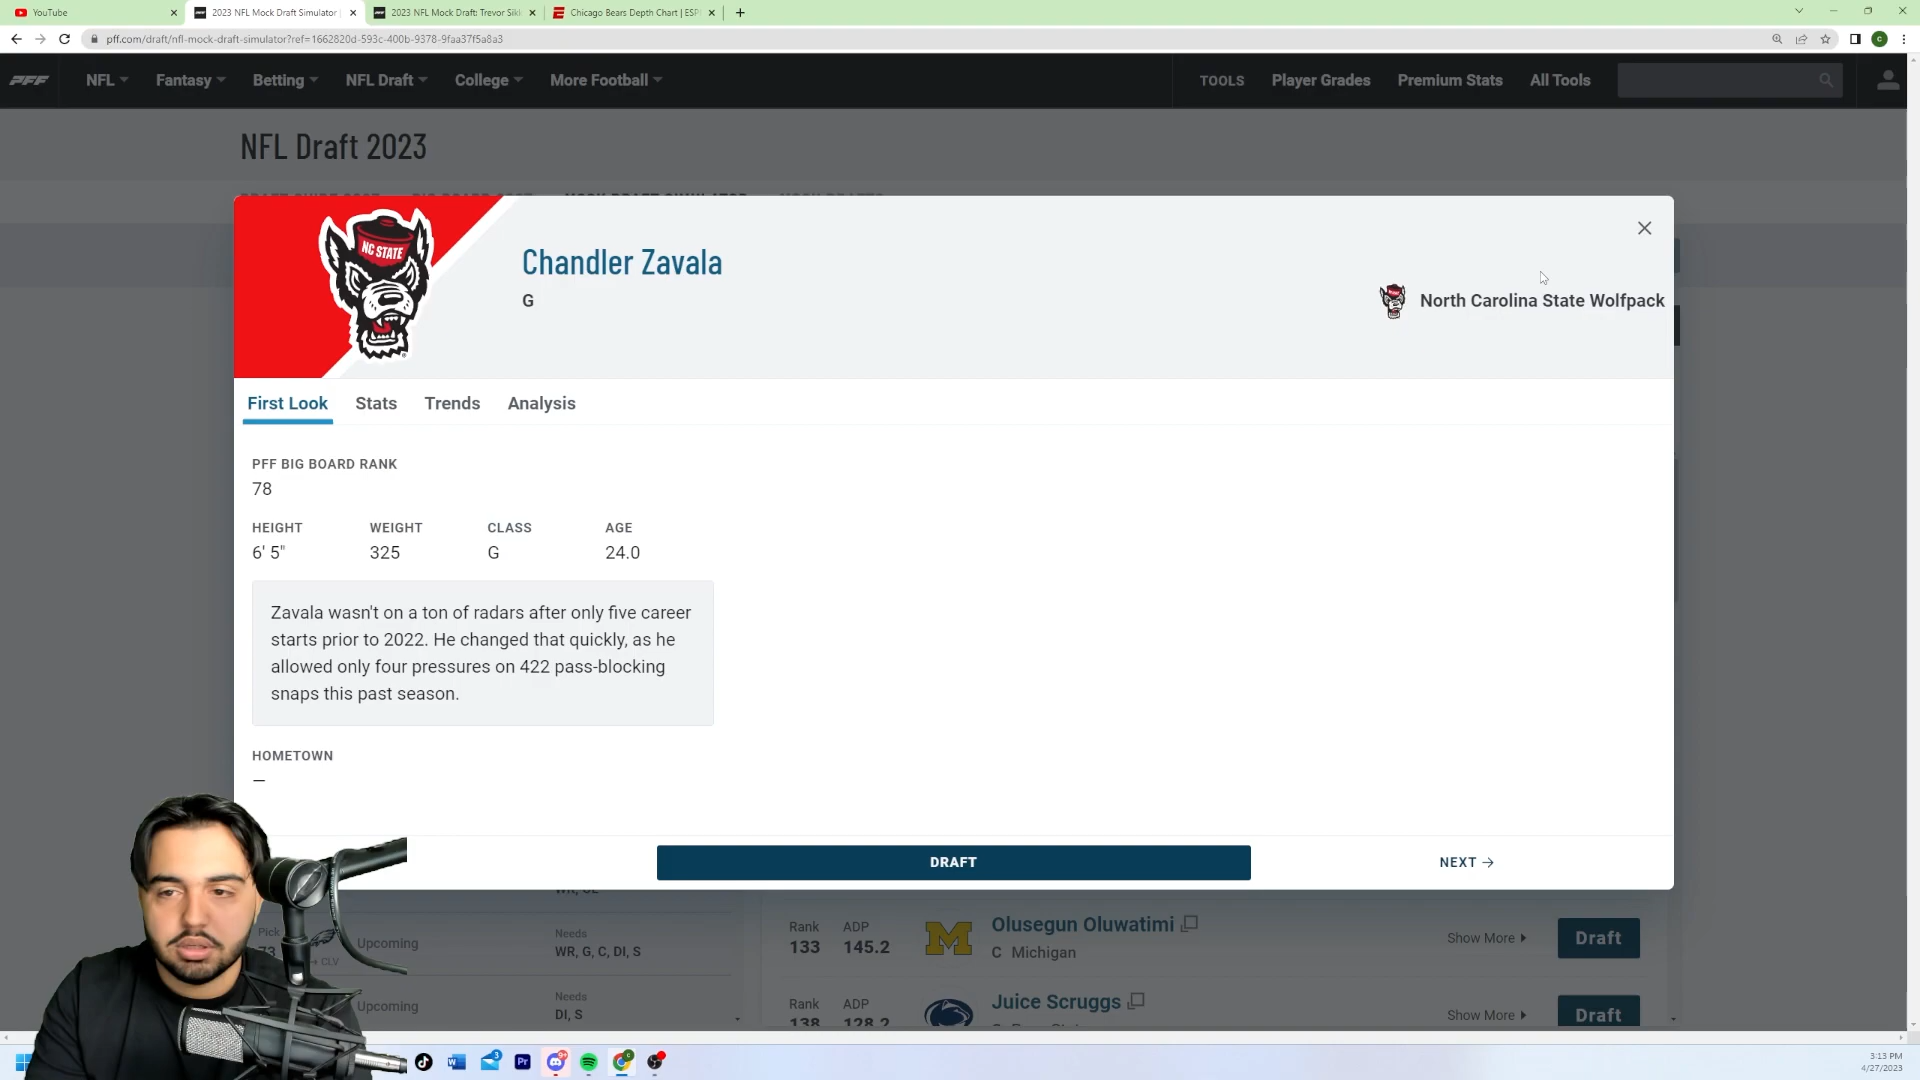 YouTube
2023 NFL Mock Draft Simulator
2023 NFL Mock Draft: Trevor Sikk
Chicago Bears Depth Chart | ESP
pff.com/draft/nfl-mock-draft-simulator?ref=1662820d-593c-400b-9378-9faa37f5a8a3
PFF
NFL
Fantasy
Betting
NFL Draft
College
More Football
TOOLS
Player Grades
Premium Stats
All Tools
NFL Draft 2023
NC STATE
Chandler Zavala
G
North Carolina State Wolfpack
First Look
Stats
Trends
Analysis
PFF BIG BOARD RANK
78
HEIGHT
WEIGHT
CLASS
AGE
6' 5"
325
G
24.0
Zavala wasn't on a ton of radars after only five career
starts prior to 2022. He changed that quickly, as he
allowed only four pressures on 422 pass-blocking
snaps this past season.
HOMETOWN
—
DRAFT
NEXT →
Pick
73
→ CLV
Upcoming
Needs
WR, G, C, DI, S
Upcoming
Needs
DI, S
Rank
ADP
133
145.2
Olusegun Oluwatimi
C Michigan
Show More
Draft
Rank
ADP
138
128.2
Juice Scruggs
Show More
Draft
3:13 PM
4/27/2023